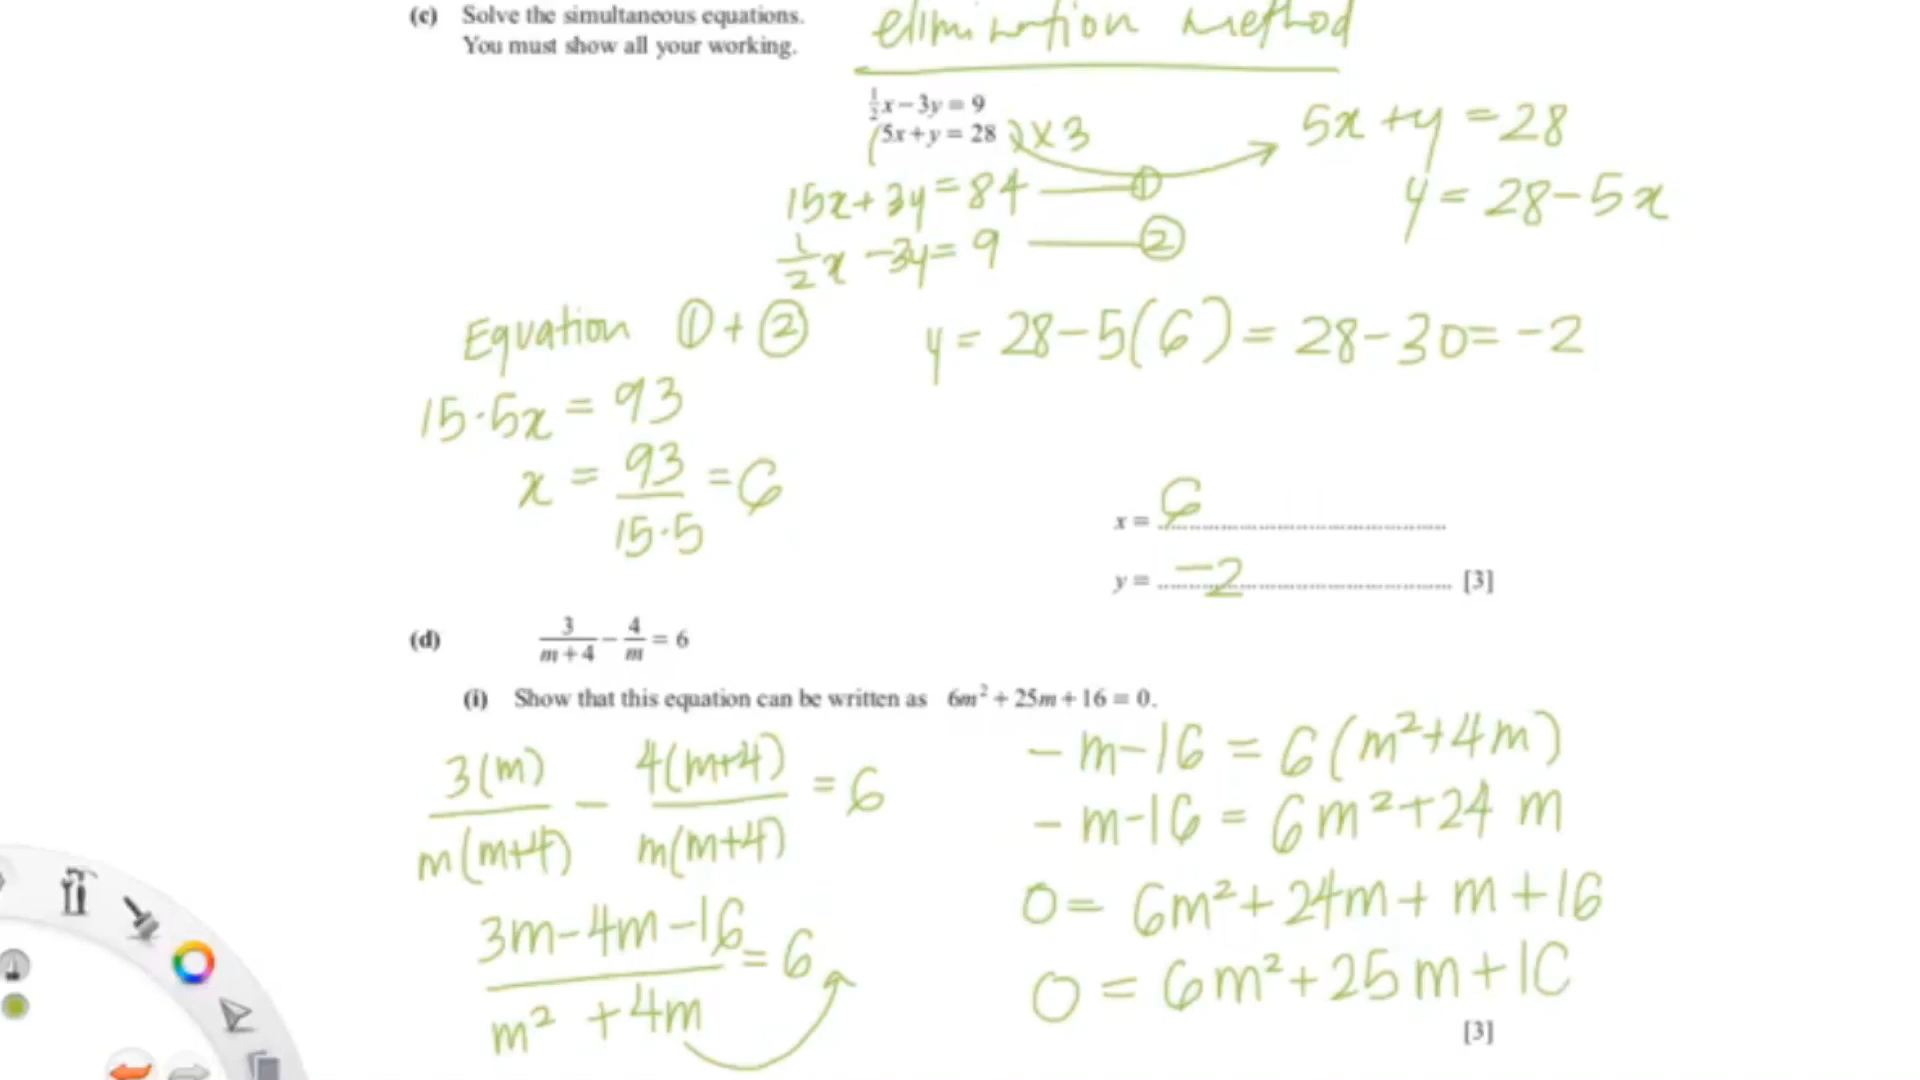 (c) Solve the simultaneous equations.
You must show all your working.
elimination method
½x − 3y = 9
(5x + y = 28) × 3
5x + y = 28
y = 28 − 5x
15x + 3y = 84 —— ①
½x − 3y = 9 —— ②
Equation ① + ②
15·5x = 93
x = 93/15·5 = 6
y = 28 − 5(6) = 28 − 30 = −2
x = 6
y = −2 [3]
(d) 3/(m + 4) − 4/m = 6
(i) Show that this equation can be written as 6m² + 25m + 16 = 0.
3(m)/m(m+4) − 4(m+4)/m(m+4) = 6
(3m − 4m − 16)/(m² + 4m) = 6
− m − 16 = 6(m² + 4m)
− m − 16 = 6m² + 24m
0 = 6m² + 24m + m + 16
0 = 6m² + 25m + 1C
[3]